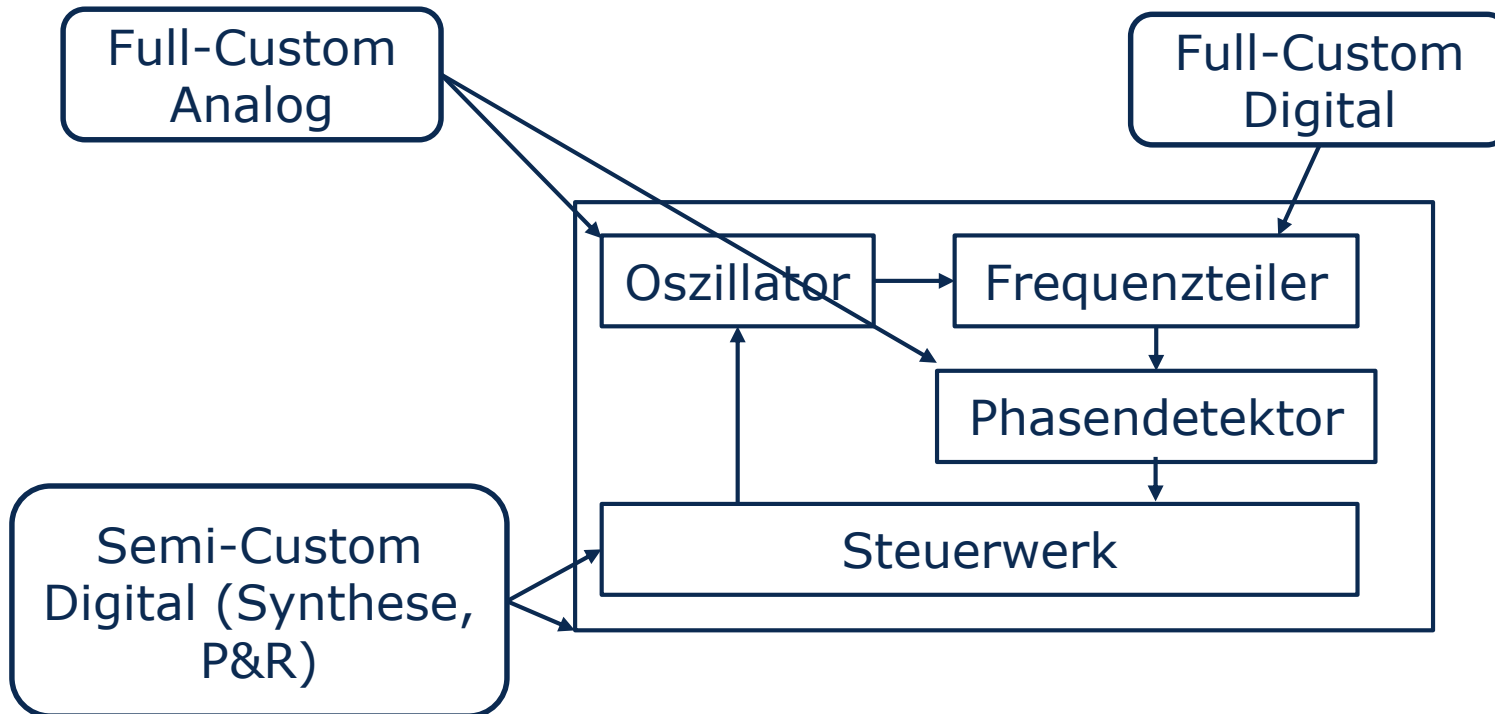 Full-Custom
Analog
Full-Custom
Digital
Oszillator
Frequenzteiler
Phasendetektor
Semi-Custom
Digital (Synthese,
P&R)
Steuerwerk